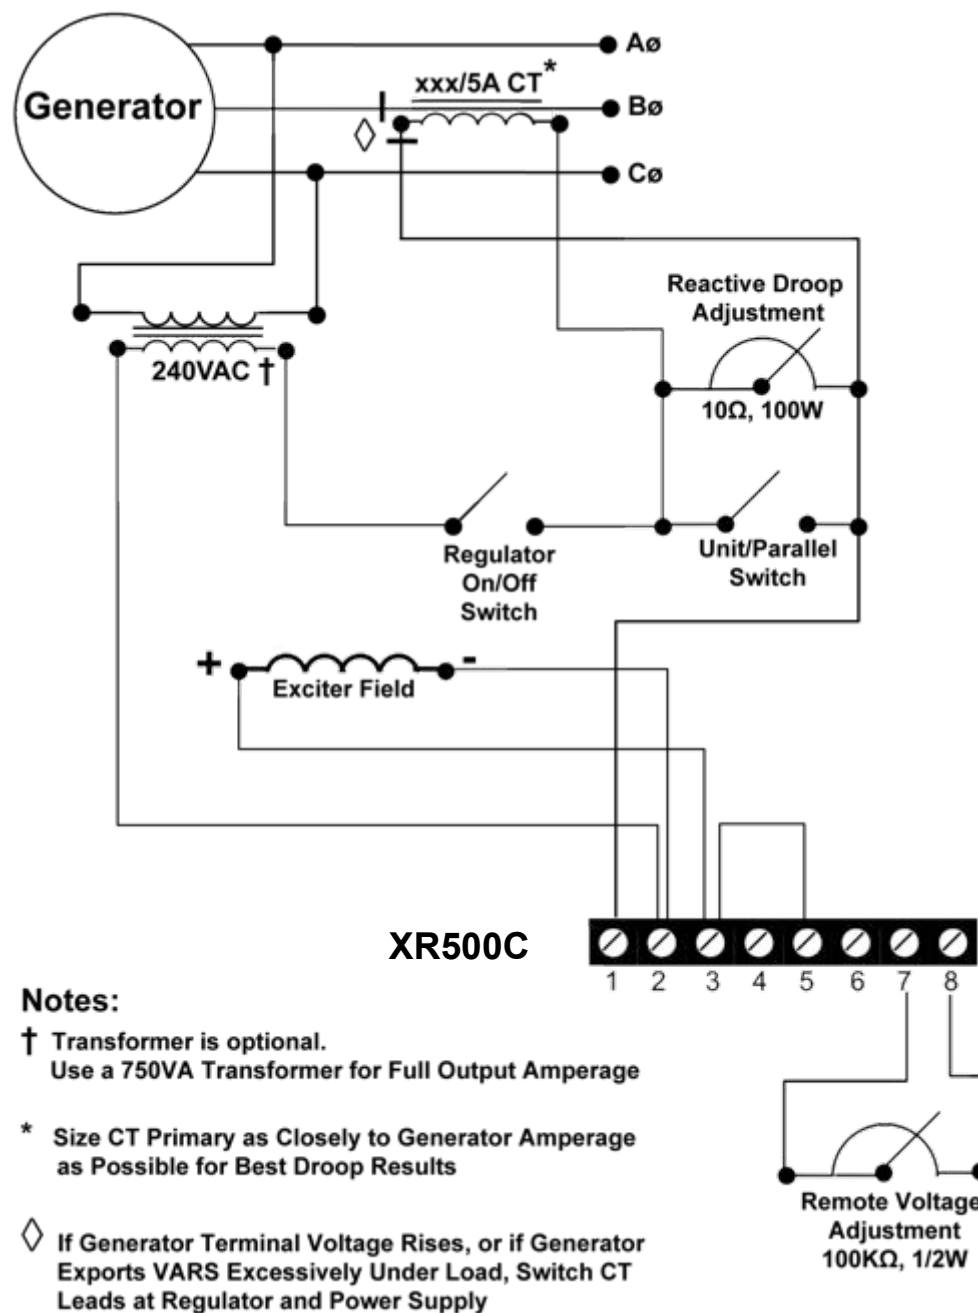 Generator
Aø
xxx/5A CT*
Bø
Cø
Reactive Droop
Adjustment
10Ω, 100W
240VAC †
Regulator
On/Off
Switch
Unit/Parallel
Switch
+
-
Exciter Field
XR500C
1 2 3 4 5 6 7 8
Notes:
† Transformer is optional.
Use a 750VA Transformer for Full Output Amperage
* Size CT Primary as Closely to Generator Amperage
as Possible for Best Droop Results
◊ If Generator Terminal Voltage Rises, or if Generator
Exports VARS Excessively Under Load, Switch CT
Leads at Regulator and Power Supply
Remote Voltage
Adjustment
100KΩ, 1/2W